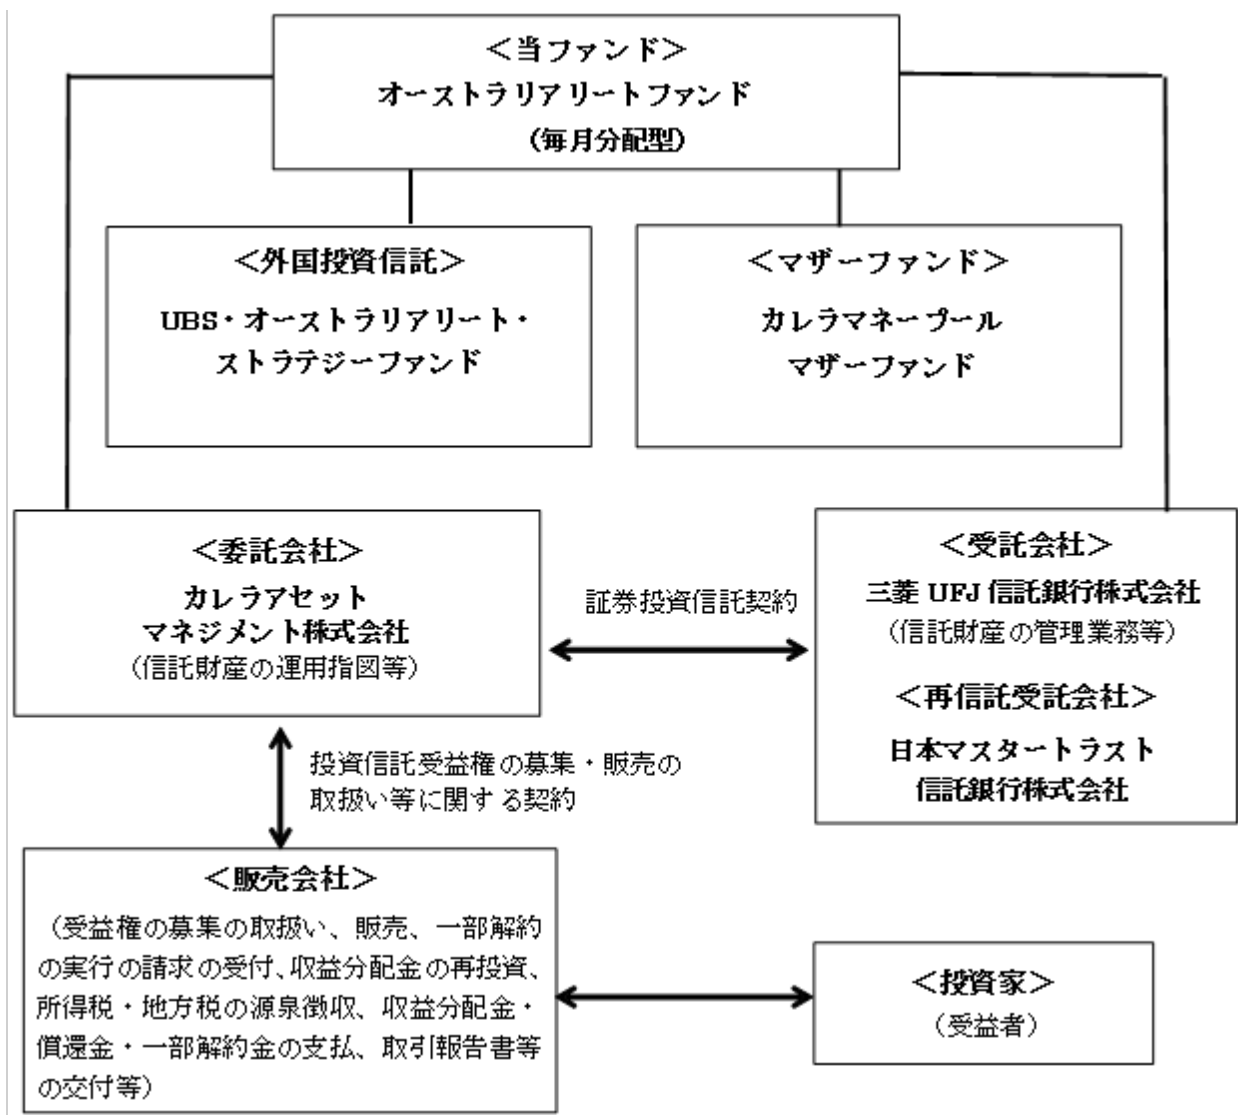 ＜当ファンド＞
オーストラリアリートファンド
(毎月分配型)
＜外国投資信託＞
UBS・オーストラリアリート・
ストラテジーファンド
＜マザーファンド＞
カレラマネープール
マザーファンド
＜委託会社＞
カレラアセット
マネジメント株式会社
（信託財産の運用指図等）
証券投資信託契約
＜受託会社＞
三菱 UFJ 信託銀行株式会社
（信託財産の管理業務等）
＜再信託受託会社＞
日本マスタートラスト
信託銀行株式会社
投資信託受益権の募集・販売の
取扱い等に関する契約
＜販売会社＞
（受益権の募集の取扱い、販売、一部解約
の実行の請求の受付、収益分配金の再投資、
所得税・地方税の源泉徴収、収益分配金・
償還金・一部解約金の支払、取引報告書等
の交付等）
＜投資家＞
（受益者）